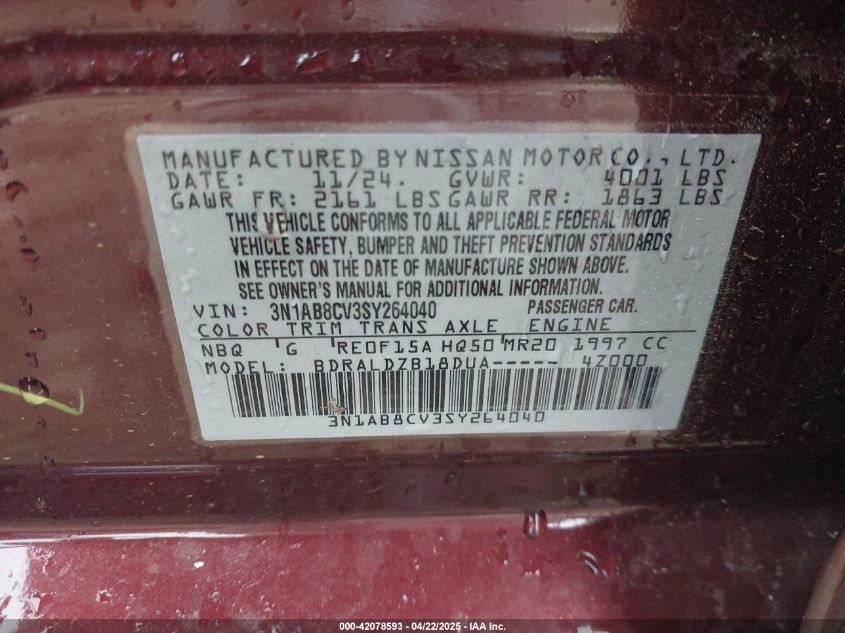 MANUFACTURED BY NISSAN MOTOR CO., LTD.
DATE: 11/24. GVWR: 4001 LBS
GAWR FR: 2161 LBS GAWR RR: 1863 LBS
THIS VEHICLE CONFORMS TO ALL APPLICABLE FEDERAL MOTOR
VEHICLE SAFETY, BUMPER AND THEFT PREVENTION STANDARDS
IN EFFECT ON THE DATE OF MANUFACTURE SHOWN ABOVE.
SEE OWNER'S MANUAL FOR ADDITIONAL INFORMATION.
VIN: 3N1AB8CV3SY264040 PASSENGER CAR.
COLOR TRIM TRANS AXLE ENGINE
NBQ 'G 'RE0F15A HQ50'MR20 1997 CC
MODEL: BDRALDZB18DUA----- 4Z000
3N1AB8CV3SY264040
000-42078593 - 04/22/2025 - IAA Inc.